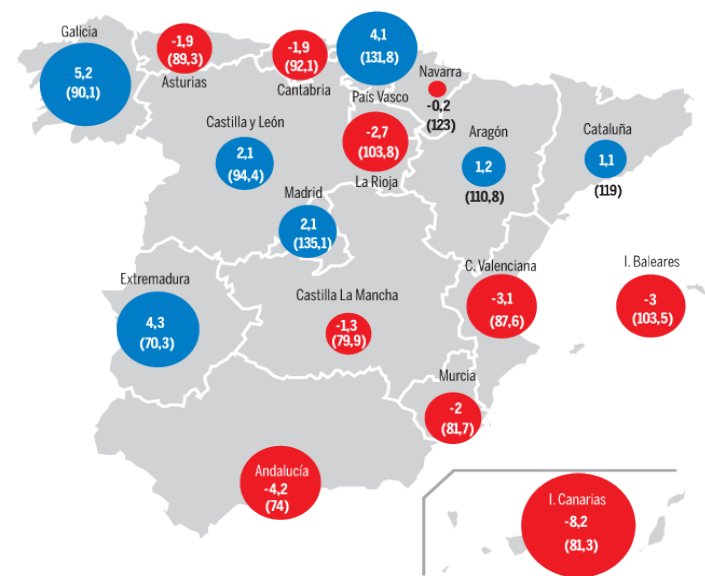 Galicia
5,2
(90,1)
-1,9
(89,3)
Asturias
-1,9
(92,1)
Cantabria
4,1
(131,8)
País Vasco
Navarra
-0,2
(123)
Castilla y León
2,1
(94,4)
-2,7
(103,8)
La Rioja
Aragón
1,2
(110,8)
Cataluña
1,1
(119)
Madrid
2,1
(135,1)
Extremadura
4,3
(70,3)
Castilla La Mancha
-1,3
(79,9)
C. Valenciana
-3,1
(87,6)
I. Baleares
-3
(103,5)
Murcia
-2
(81,7)
Andalucía
-4,2
(74)
I. Canarias
-8,2
(81,3)